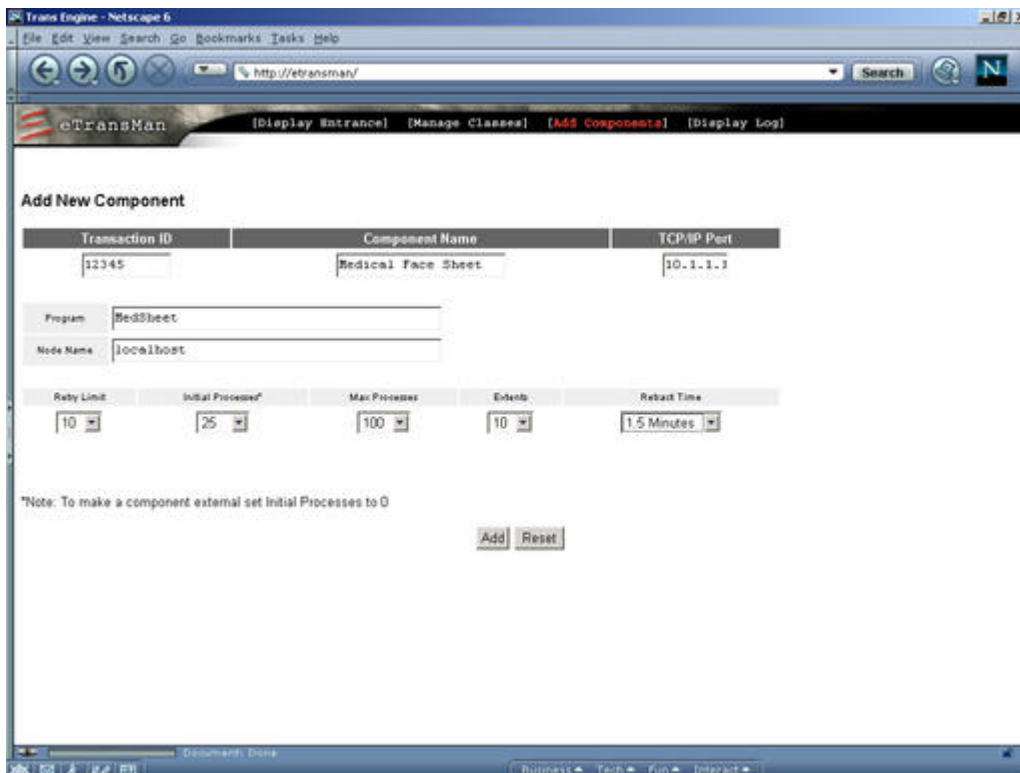 Trans Engine - Netscape 6
File Edit View Search Go Bookmarks Tasks Help
http://etransman/ Search N
eTransMan [Display Entrance] [Manage Classes] [Add Components] [Display Log]
Add New Component
Transaction ID Component Name TCP/IP Port
12345 Medical Face Sheet 10.1.1.1
Program MedSheet
Node Name localhost
Retry Limit Initial Processes* Max Processes Extents Restart Time
10 25 100 10 1.5 Minutes
*Note: To make a component external set Initial Processes to 0
Add Reset
Document: Done
Business Tech Fun Interact